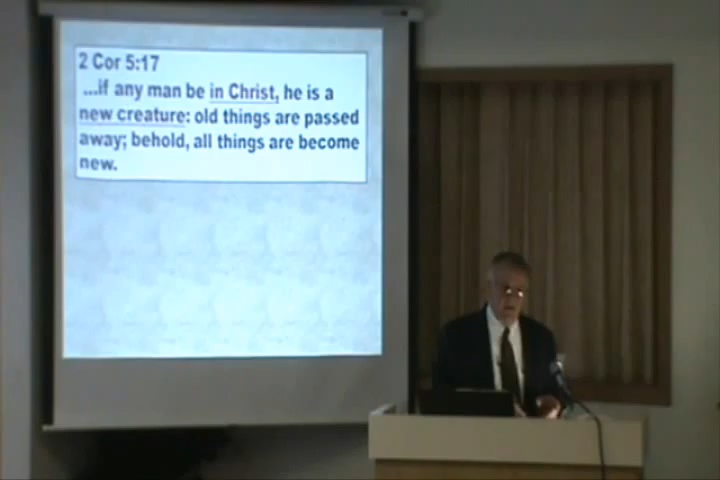 2 Cor 5:17
...if any man be in Christ, he is a
new creature: old things are passed
away; behold, all things are become
new.